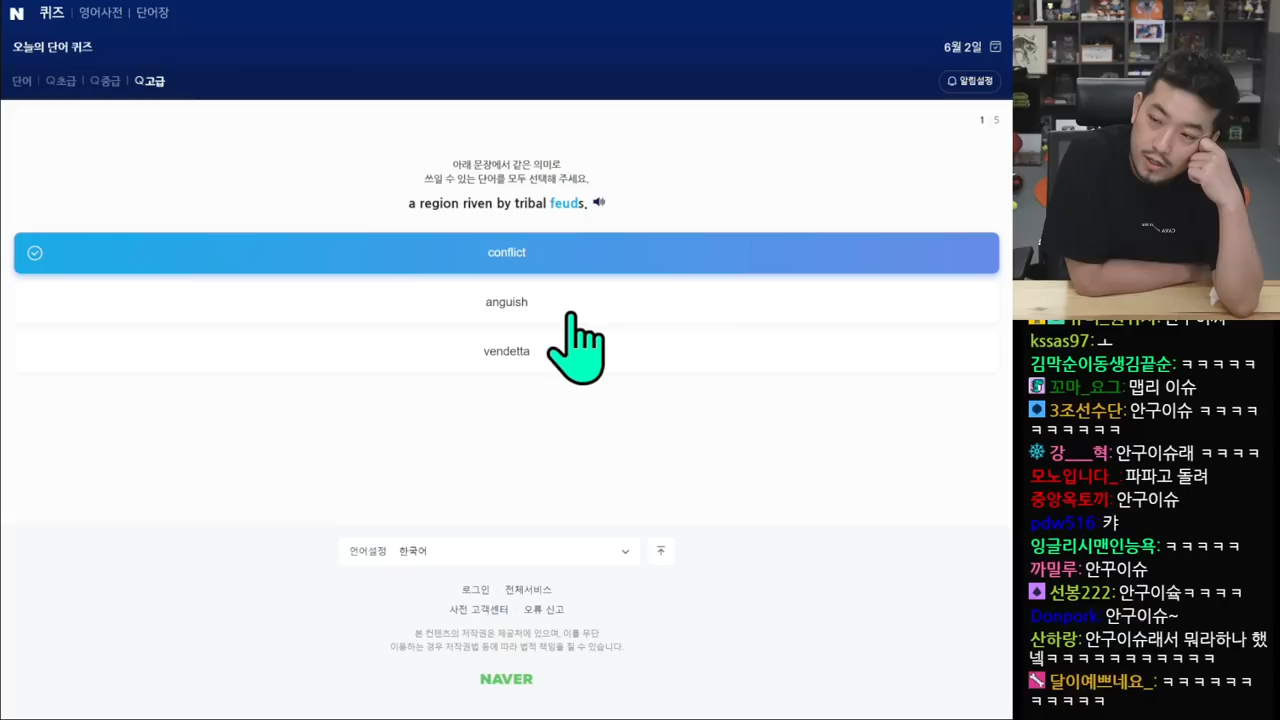 N 퀴즈 | 영어사전 | 단어장
오늘의 단어 퀴즈
6월 2일
단어 | Q초급 | Q중급 | Q고급
알림설정
1 5
아래 문장에서 같은 의미로
쓰일 수 있는 단어를 모두 선택해 주세요.
a region riven by tribal feuds.
conflict
anguish
vendetta
언어설정 한국어
로그인 전체서비스
사전 고객센터 오류 신고
본 컨텐츠의 저작권은 제공처에 있으며, 이를 무단
이용하는 경우 저작권법 등에 따라 법적 책임을 질 수 있습니다.
NAVER
kssas97: ㅗ
김막순이동생김끝순: ㅋㅋㅋㅋㅋ
꼬마_요그: 맵리 이슈
3조선수단: 안구이슈 ㅋㅋㅋㅋ
ㅋㅋㅋㅋㅋㅋ
강___혁: 안구이슈래 ㅋㅋㅋㅋ
모노입니다_: 파파고 돌려
중앙옥토끼: 안구이슈
pdw516: 캬
잉글리시맨인능욕: ㅋㅋㅋㅋㅋ
까밀루: 안꾸이슈
선봉222: 안구이슠ㅋㅋㅋㅋ
Donpork: 안구이슈~
산하랑: 안구이슈래서 뭐라하나 했
넼ㅋㅋㅋㅋㅋㅋㅋㅋㅋㅋㅋ
달이예쁘네요_: ㅋㅋㅋㅋㅋㅋ
ㅋㅋㅋㅋㅋ